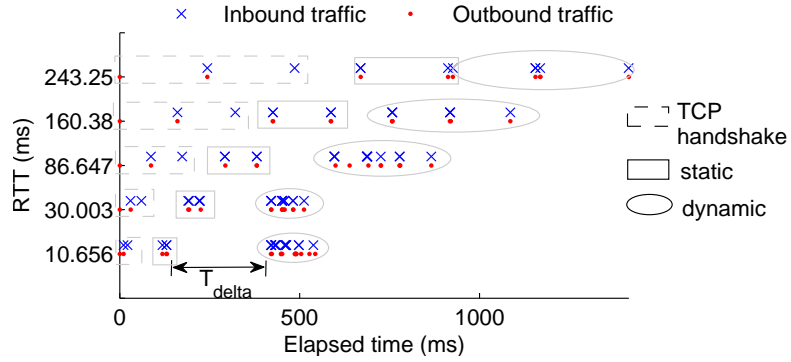 Inbound traffic
Outbound traffic
RTT (ms)
243.25
160.38
86.647
30.003
10.656
TCP
handshake
static
dynamic
T_delta
0
500
1000
Elapsed time (ms)